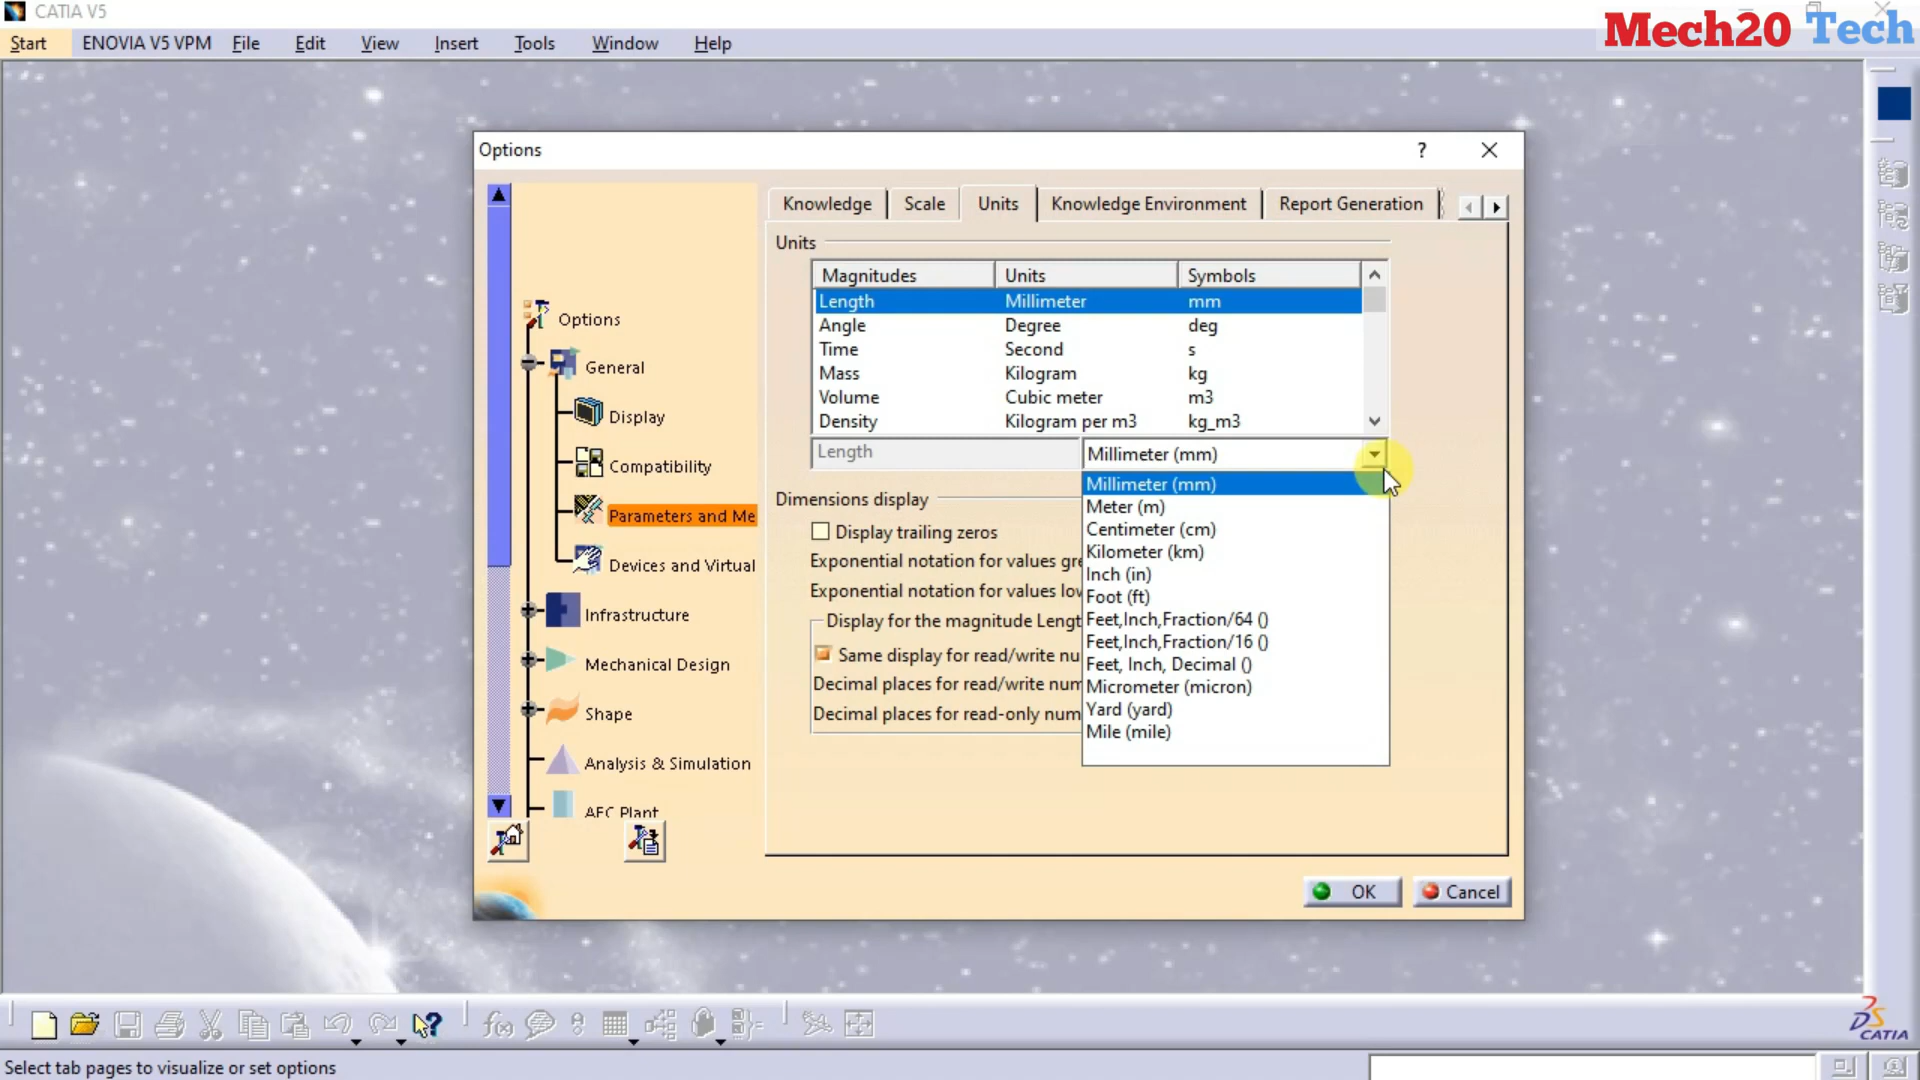 CATIA V5
Mech20 Tech
Start ENOVIA V5 VPM File Edit View Insert Tools Window Help
Options ?
Knowledge Scale Units Knowledge Environment Report Generation
Units
Magnitudes Units Symbols
Length Millimeter mm
Angle Degree deg
Time Second s
Mass Kilogram kg
Volume Cubic meter m3
Density Kilogram per m3 kg_m3
Length Millimeter (mm)
Millimeter (mm)
Meter (m)
Centimeter (cm)
Kilometer (km)
Inch (in)
Foot (ft)
Feet,Inch,Fraction/64 ()
Feet,Inch,Fraction/16 ()
Feet, Inch, Decimal ()
Micrometer (micron)
Yard (yard)
Mile (mile)
Dimensions display
Display trailing zeros
Exponential notation for values gre
Exponential notation for values lov
Display for the magnitude Lengt
Same display for read/write nu
Decimal places for read/write num
Decimal places for read-only num
Options
General
Display
Compatibility
Parameters and Me
Devices and Virtual
Infrastructure
Mechanical Design
Shape
Analysis & Simulation
AEC Plant
OK Cancel
CATIA
Select tab pages to visualize or set options